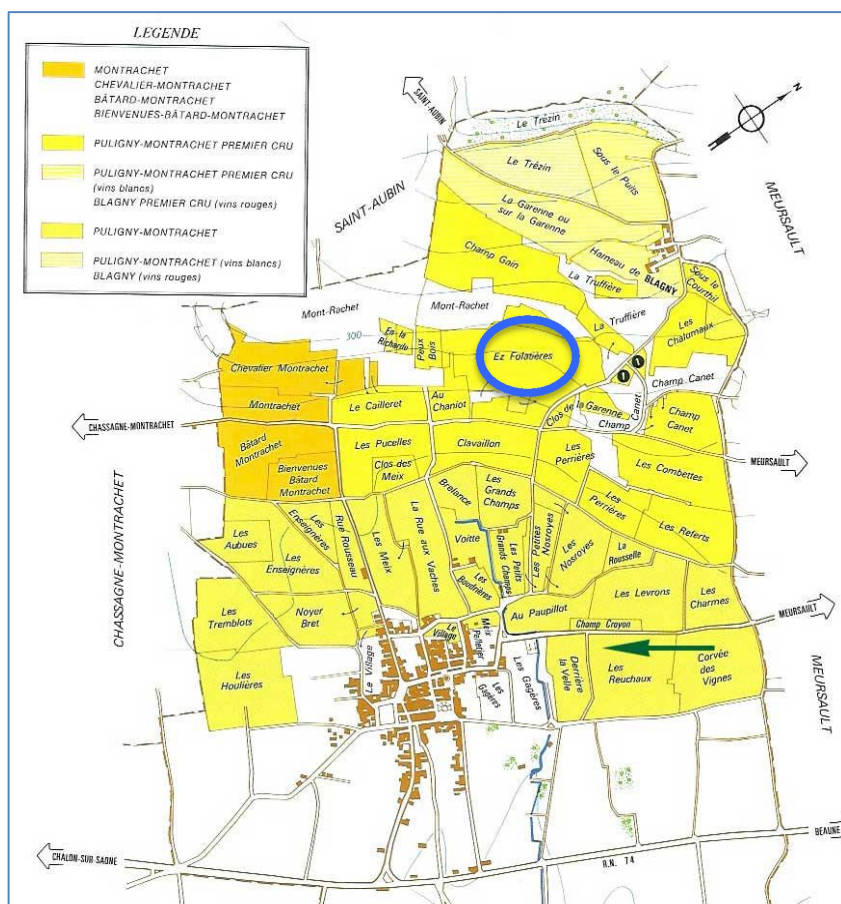 LEGENDE
MONTRACHET
CHEVALIER-MONTRACHET
BÂTARD-MONTRACHET
BIENVENUES-BÂTARD-MONTRACHET
PULIGNY-MONTRACHET PREMIER CRU
PULIGNY-MONTRACHET PREMIER CRU
(vins blancs)
BLAGNY PREMIER CRU (vins rouges)
PULIGNY-MONTRACHET
PULIGNY-MONTRACHET (vins blancs)
BLAGNY (vins rouges)
SAINT-AUBIN
N
Le Trézin
Le Trézin
Sous le Puits
MEURSAULT
SAINT-AUBIN
La Garenne ou
sur la Garenne
Champ Gain
Hameau de
BLAGNY
La Truffière
Sous le
Courthil
Mont-Rachet
Mont-Rachet
La Truffière
Les
Chalumaux
300
En la
Richarde
Peux
Bois
Ez Folatières
Chevalier Montrachet
Champ Canet
Montrachet
Le Cailleret
Au
Chaniot
Clos de la Garenne
Champ
Canet
Champ
Canet
CHASSAGNE-MONTRACHET
Bâtard
Montrachet
Les Pucelles
Clavaillon
Les
Perrières
Les Combettes
MEURSAULT
Bienvenues
Bâtard
Montrachet
Clos des
Meix
Brelance
Les
Grands
Champs
Les
Perrières
Les Referts
Les
Aubues
Les
Enseignères
Rue Rousseau
Les Meix
La Rue aux
Vaches
Voitte
Les Petits
Grands Champs
Les Petites
Nosroyes
Les Nosroyes
La
Rousselle
CHASSAGNE-MONTRACHET
Les
Enseignères
Les
Boudrières
Les Levrons
Les
Charmes
Les
Tremblots
Noyer
Bret
Au Paupillot
Champ Croyon
MEURSAULT
Le Village
Le
Village
Meix
Pelletier
Les
Houlières
Les
Gagères
Les Gagères
Derrière
la Velle
Les
Reuchaux
Corvée
des
Vignes
MEURSAULT
CHALON-SUR-SAONE
R.N. 74
BEAUNE